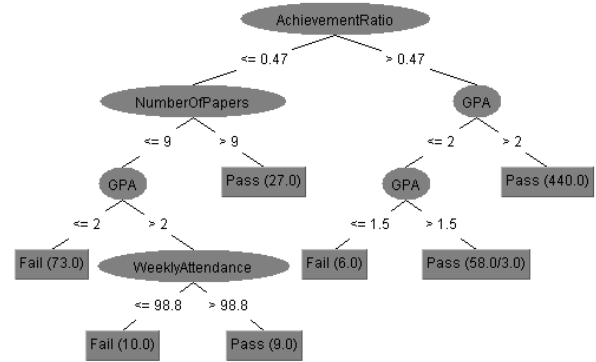 AchievementRatio
<= 0.47
> 0.47
NumberOfPapers
GPA
<= 9
> 9
<= 2
> 2
GPA
Pass (27.0)
GPA
Pass (440.0)
<= 2
> 2
<= 1.5
> 1.5
Fail (73.0)
WeeklyAttendance
Fail (6.0)
Pass (58.0/3.0)
<= 98.8
> 98.8
Fail (10.0)
Pass (9.0)